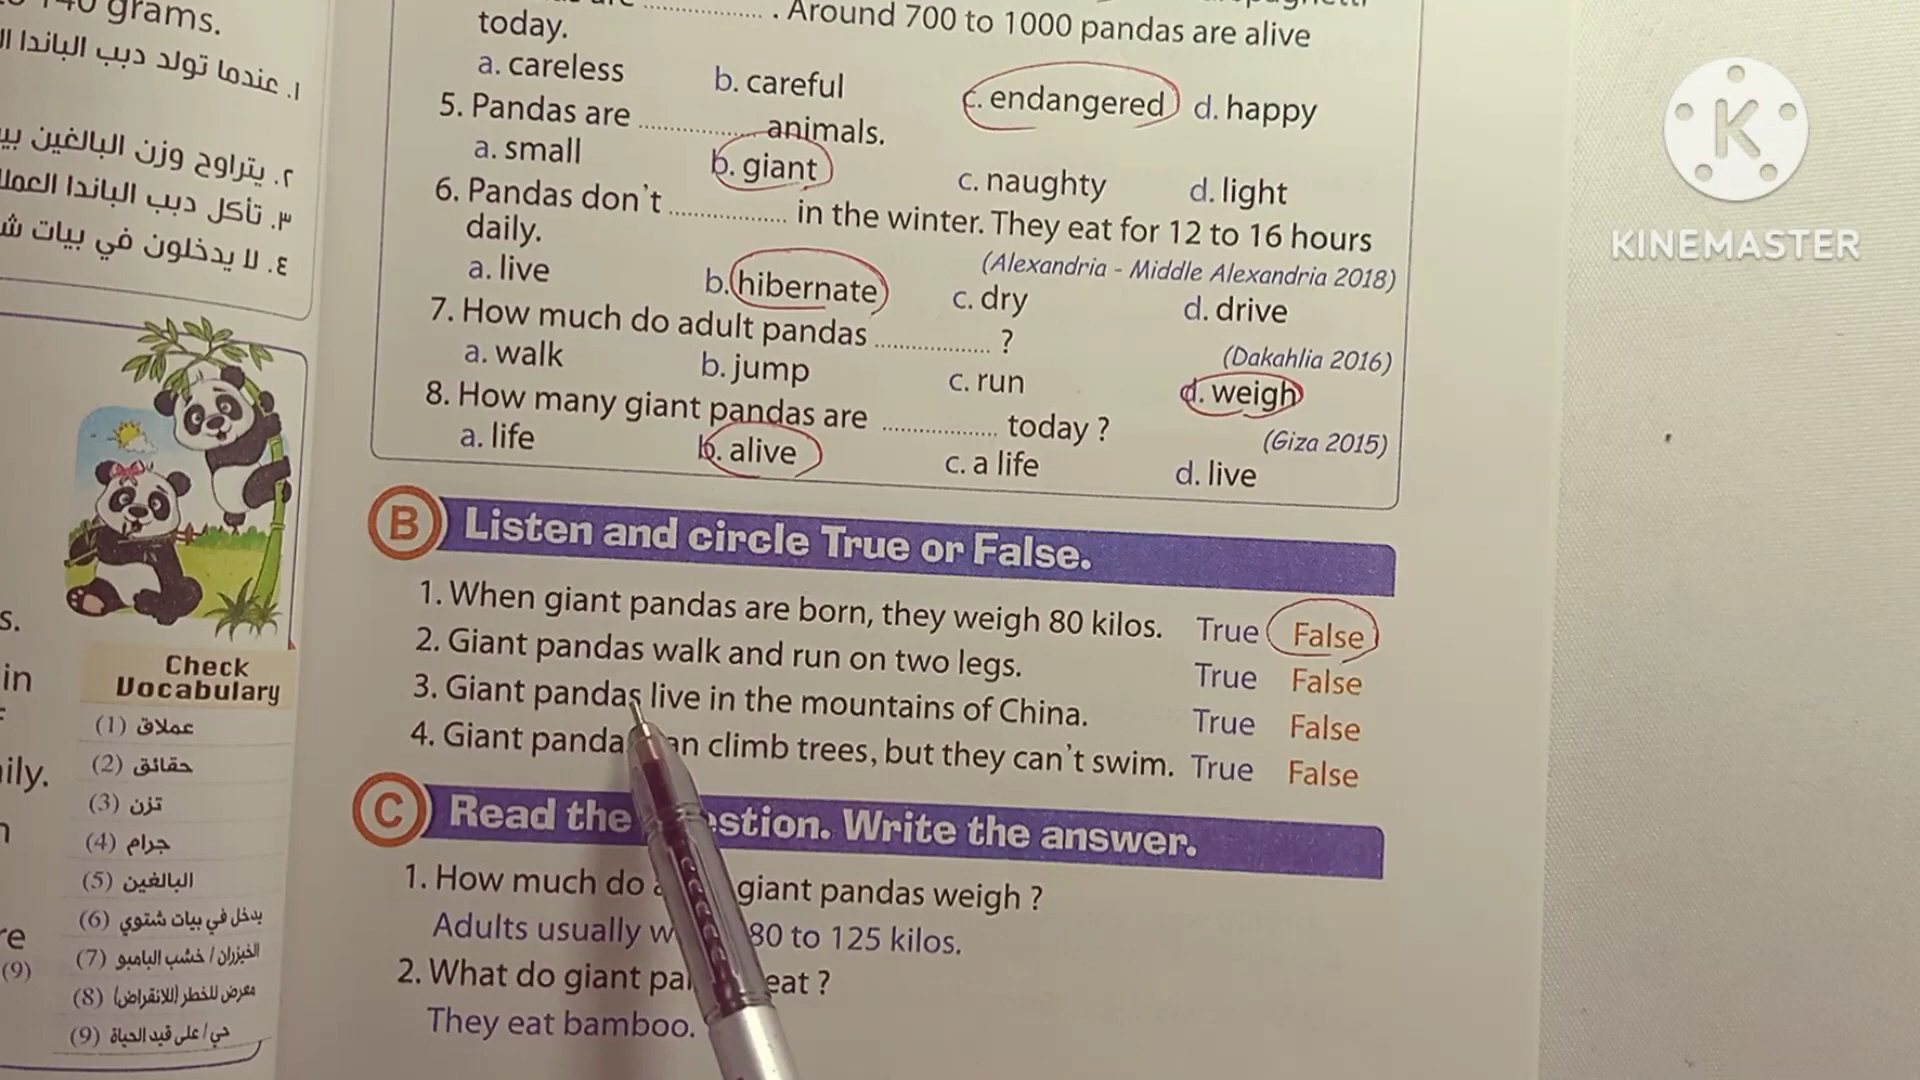 140 grams.
١. عندما تولد دبب الباندا
٢. يتراوح وزن البالغين
٣. تأكل دبب الباندا
٤. لا يدخلون في بيات
s.
in
ily.
re
(9)
Check
Vocabulary
(1) عملاق
(2) حقائق
(3) تزن
(4) جرام
(5) البالغين
(6) يدخل في بيات شتوي
(7) الخيزران / خشب البامبو
(8) معرض للخطر (للانقراض)
(9) حي / على قيد الحياة
............... . Around 700 to 1000 pandas are alive
today.
a. careless b. careful c. endangered d. happy
5. Pandas are ............... animals.
a. small b. giant c. naughty d. light
6. Pandas don't ............... in the winter. They eat for 12 to 16 hours
daily. (Alexandria - Middle Alexandria 2018)
a. live b. hibernate c. dry d. drive
7. How much do adult pandas ............... ? (Dakahlia 2016)
a. walk b. jump c. run d. weigh
8. How many giant pandas are ............... today ? (Giza 2015)
a. life b. alive c. a life d. live
B Listen and circle True or False.
1. When giant pandas are born, they weigh 80 kilos. True False
2. Giant pandas walk and run on two legs. True False
3. Giant pandas live in the mountains of China. True False
4. Giant pandas an climb trees, but they can't swim. True False
C Read the stion. Write the answer.
1. How much do giant pandas weigh ?
Adults usually w 80 to 125 kilos.
2. What do giant pa eat ?
They eat bamboo.
K
KINEMASTER